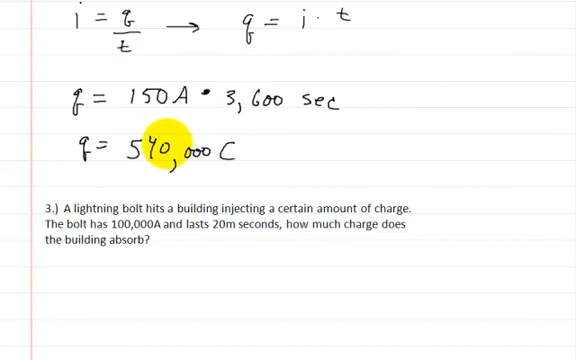 i = q/t → q = i · t
q = 150A • 3,600 sec
q = 540,000 C
3.) A lightning bolt hits a building injecting a certain amount of charge.
The bolt has 100,000A and lasts 20m seconds, how much charge does
the building absorb?